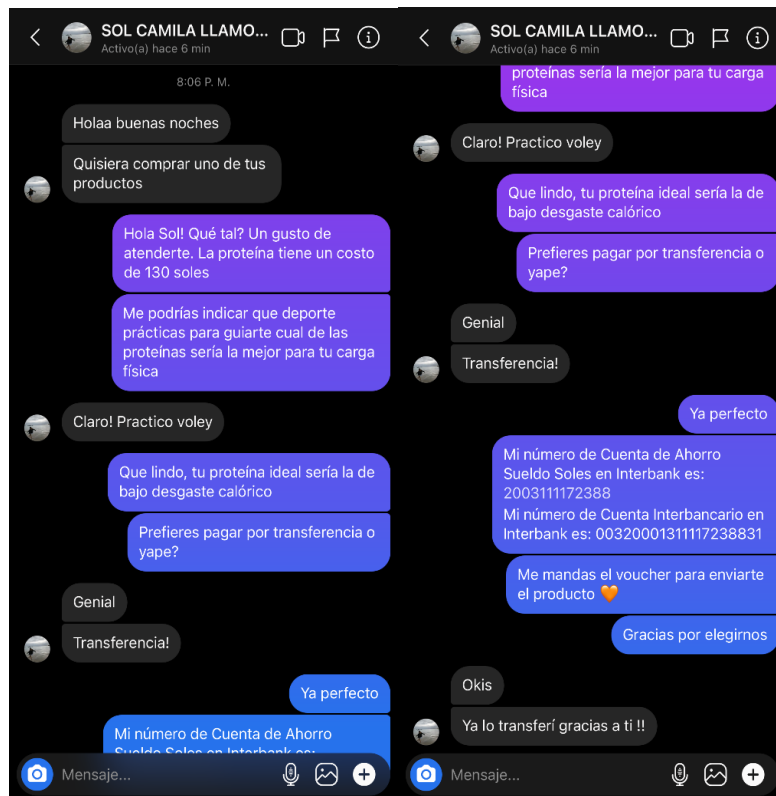 SOL CAMILA LLAMO...
Activo(a) hace 6 min
8:06 P. M.
Holaa buenas noches
Quisiera comprar uno de tus
productos
Hola Sol! Qué tal? Un gusto de
atenderte. La proteína tiene un costo
de 130 soles
Me podrías indicar que deporte
prácticas para guiarte cual de las
proteínas sería la mejor para tu carga
física
Claro! Practico voley
Que lindo, tu proteína ideal sería la de
bajo desgaste calórico
Prefieres pagar por transferencia o
yape?
Genial
Transferencia!
Ya perfecto
Mi número de Cuenta de Ahorro
Sueldo Soles en Interbank es:
Mensaje...
SOL CAMILA LLAMO...
Activo(a) hace 6 min
proteínas sería la mejor para tu carga
física
Claro! Practico voley
Que lindo, tu proteína ideal sería la de
bajo desgaste calórico
Prefieres pagar por transferencia o
yape?
Genial
Transferencia!
Ya perfecto
Mi número de Cuenta de Ahorro
Sueldo Soles en Interbank es:
2003111172388
Mi número de Cuenta Interbancario en
Interbank es: 00320001311117238831
Me mandas el voucher para enviarte
el producto 🧡
Gracias por elegirnos
Okis
Ya lo transferí gracias a ti !!
Mensaje...